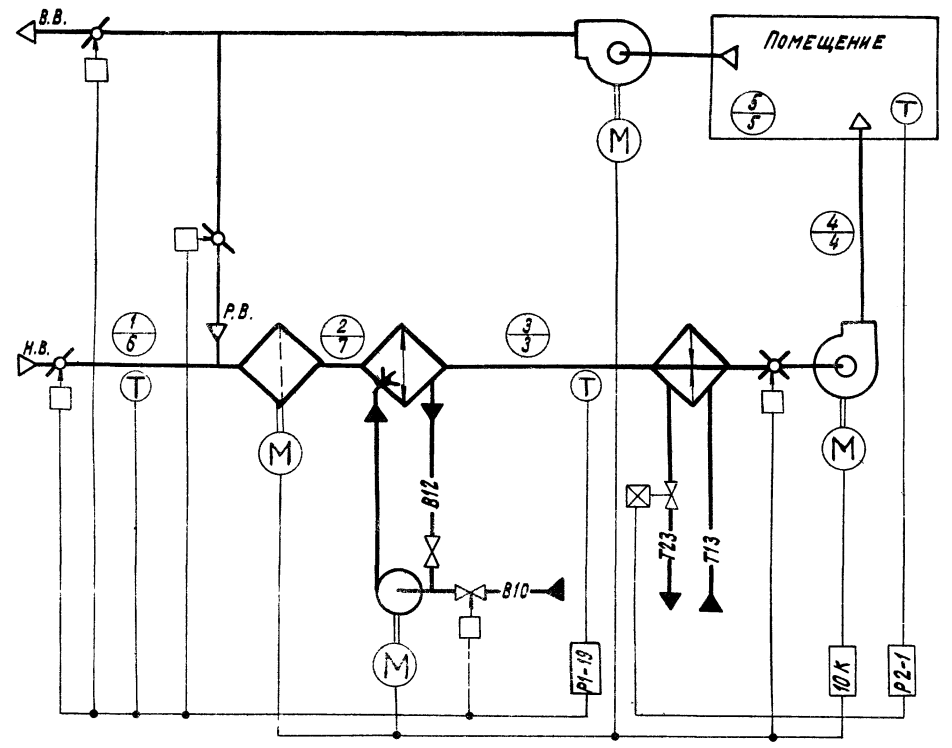 В.В.
ПОМЕЩЕНИЕ
5
5
Т
М
4
4
Р.В.
1
6
2
7
3
3
Н.В.
Т
Т
М
М
В12
Т23
Т13
В10
М
Р1-19
10К
Р2-1